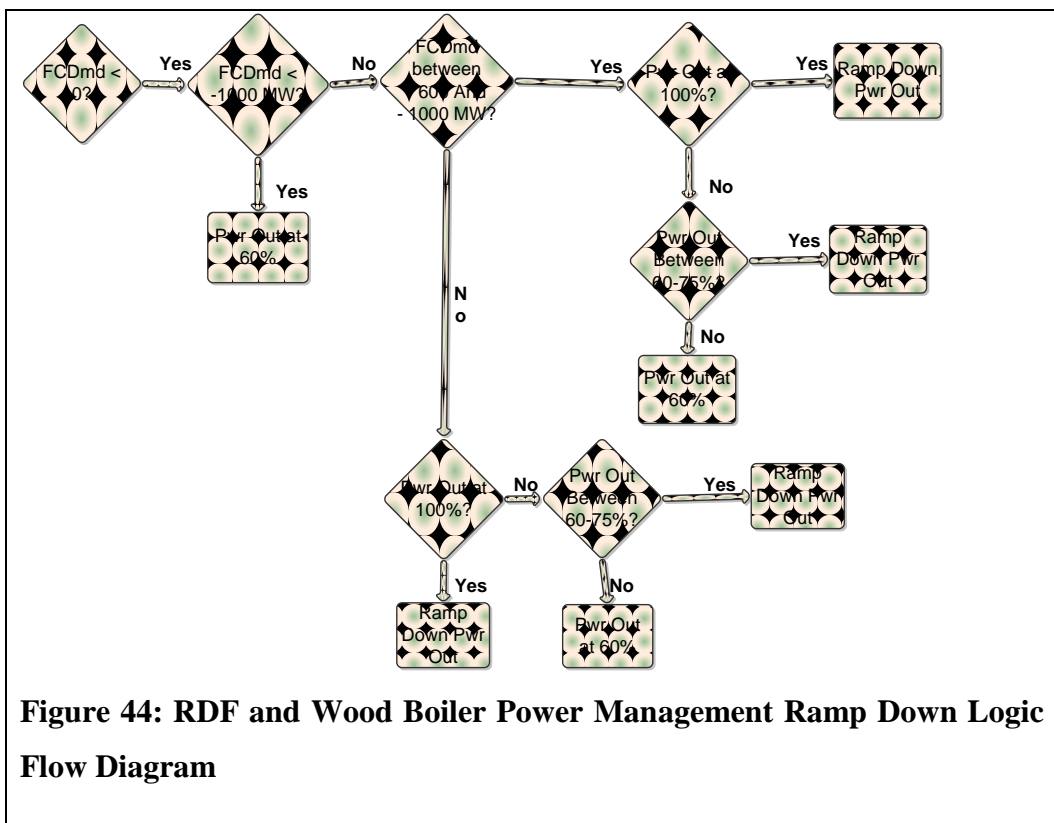 FCDmd <
0?
Yes
FCDmd <
-1000 MW?
No
FCDmd
between
60 And
- 1000 MW?
Yes
Pwr Out at
100%?
Yes
Ramp Down
Pwr Out
Yes
Pwr Out at
60%
No
Pwr Out
Between
60-75%?
Yes
Ramp
Down Pwr
Out
No
Pwr Out at
60%
N
o
Pwr Out at
100%?
No
Pwr Out
Between
60-75%?
Yes
Ramp
Down Pwr
Out
Yes
Ramp
Down Pwr
Out
No
Pwr Out
at 60%
Figure 44: RDF and Wood Boiler Power Management Ramp Down Logic
Flow Diagram